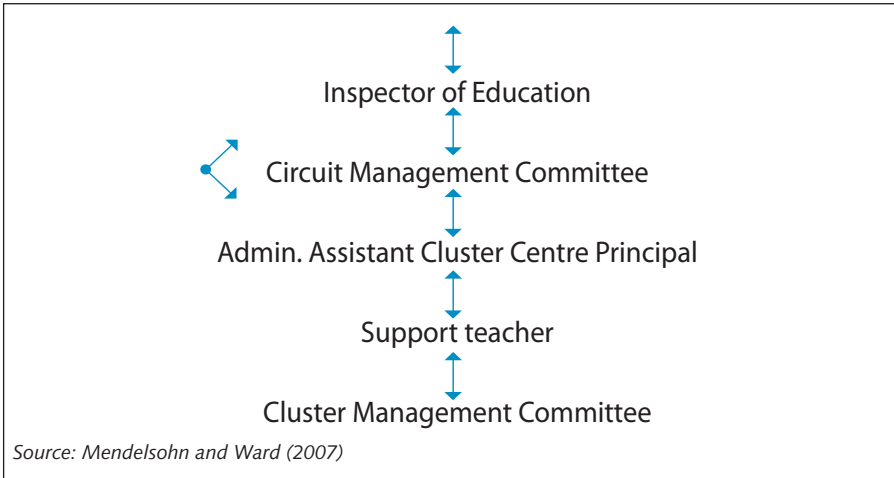 Inspector of Education
Circuit Management Committee
Admin. Assistant Cluster Centre Principal
Support teacher
Cluster Management Committee
Source: Mendelsohn and Ward (2007)